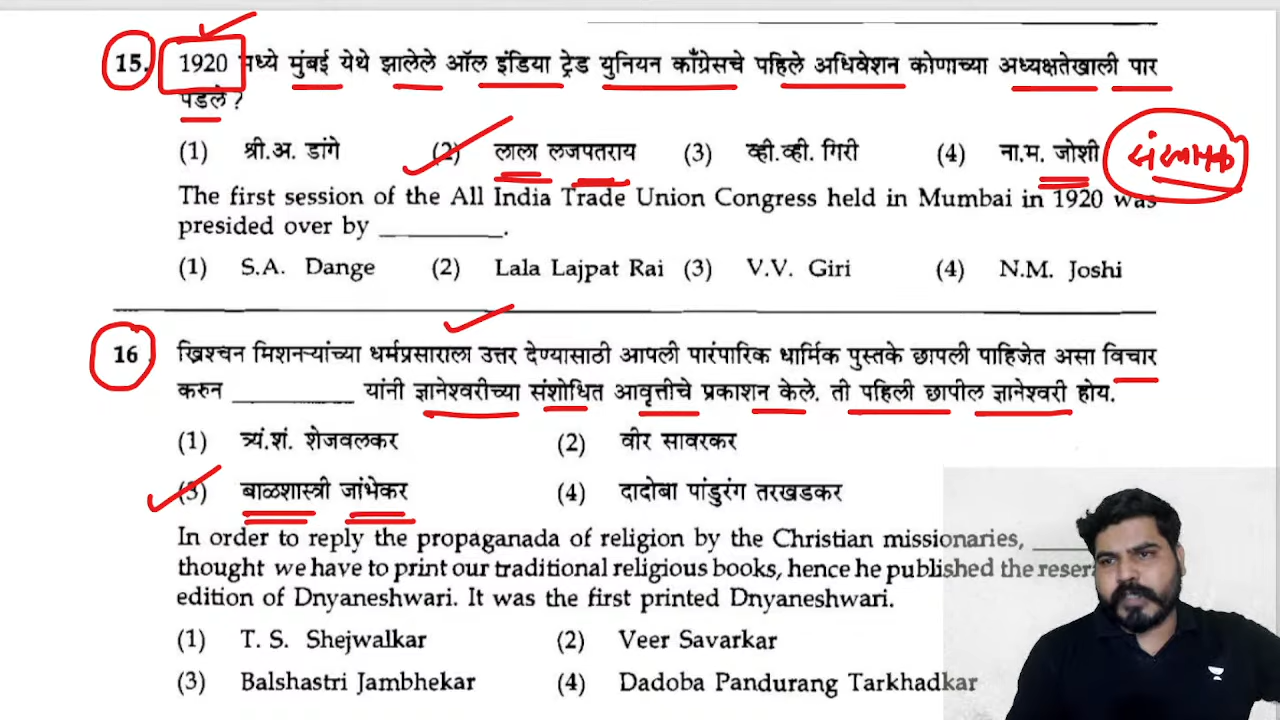 15. 1920 मध्ये मुंबई येथे झालेले ऑल इंडिया ट्रेड युनियन काँग्रेसचे पहिले अधिवेशन कोणाच्या अध्यक्षतेखाली पार
पडले ?
(1) श्री.अ. डांगे (2) लाला लजपतराय (3) व्ही.व्ही. गिरी (4) ना.म. जोशी संस्थापक
The first session of the All India Trade Union Congress held in Mumbai in 1920 was
presided over by ________.
(1) S.A. Dange (2) Lala Lajpat Rai (3) V.V. Giri (4) N.M. Joshi
16 ख्रिश्चन मिशनऱ्यांच्या धर्मप्रसाराला उत्तर देण्यासाठी आपली पारंपारिक धार्मिक पुस्तके छापली पाहिजेत असा विचार
करुन ________ यांनी ज्ञानेश्वरीच्या संशोधित आवृत्तीचे प्रकाशन केले. ती पहिली छापील ज्ञानेश्वरी होय.
(1) त्र्यं.शं. शेजवलकर (2) वीर सावरकर
(3) बाळशास्त्री जांभेकर (4) दादोबा पांडुरंग तरखडकर
In order to reply the propaganada of religion by the Christian missionaries, ____
thought we have to print our traditional religious books, hence he published the
edition of Dnyaneshwari. It was the first printed Dnyaneshwari.
(1) T. S. Shejwalkar (2) Veer Savarkar
(3) Balshastri Jambhekar (4) Dadoba Pandurang Tarkhadkar